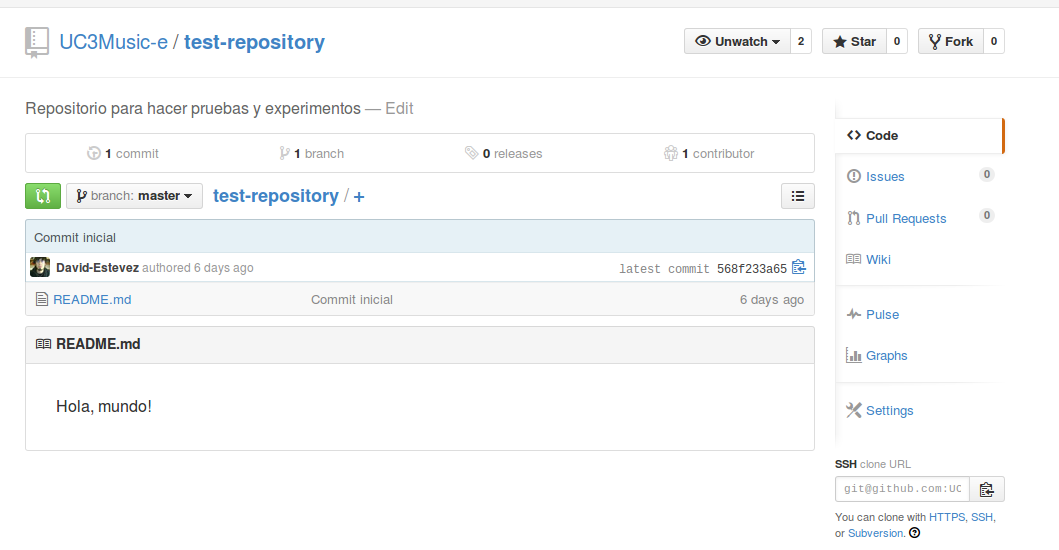 UC3Music-e / test-repository
Unwatch 2 Star 0 Fork 0
Repositorio para hacer pruebas y experimentos — Edit
1 commit 1 branch 0 releases 1 contributor
branch: master test-repository / +
Commit inicial
David-Estevez authored 6 days ago latest commit 568f233a65
README.md Commit inicial 6 days ago
README.md
Hola, mundo!
Code
Issues 0
Pull Requests 0
Wiki
Pulse
Graphs
Settings
SSH clone URL
git@github.com:UC
You can clone with HTTPS, SSH,
or Subversion.